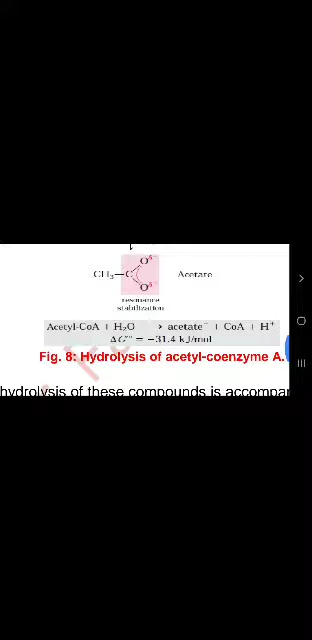 O δ−
CH₃—C
O δ−
Acetate
resonance
stabilization
Acetyl-CoA + H₂O ⟶ acetate⁻ + CoA + H⁺
ΔG′° = −31.4 kJ/mol
Fig. 8: Hydrolysis of acetyl-coenzyme A.
hydrolysis of these compounds is